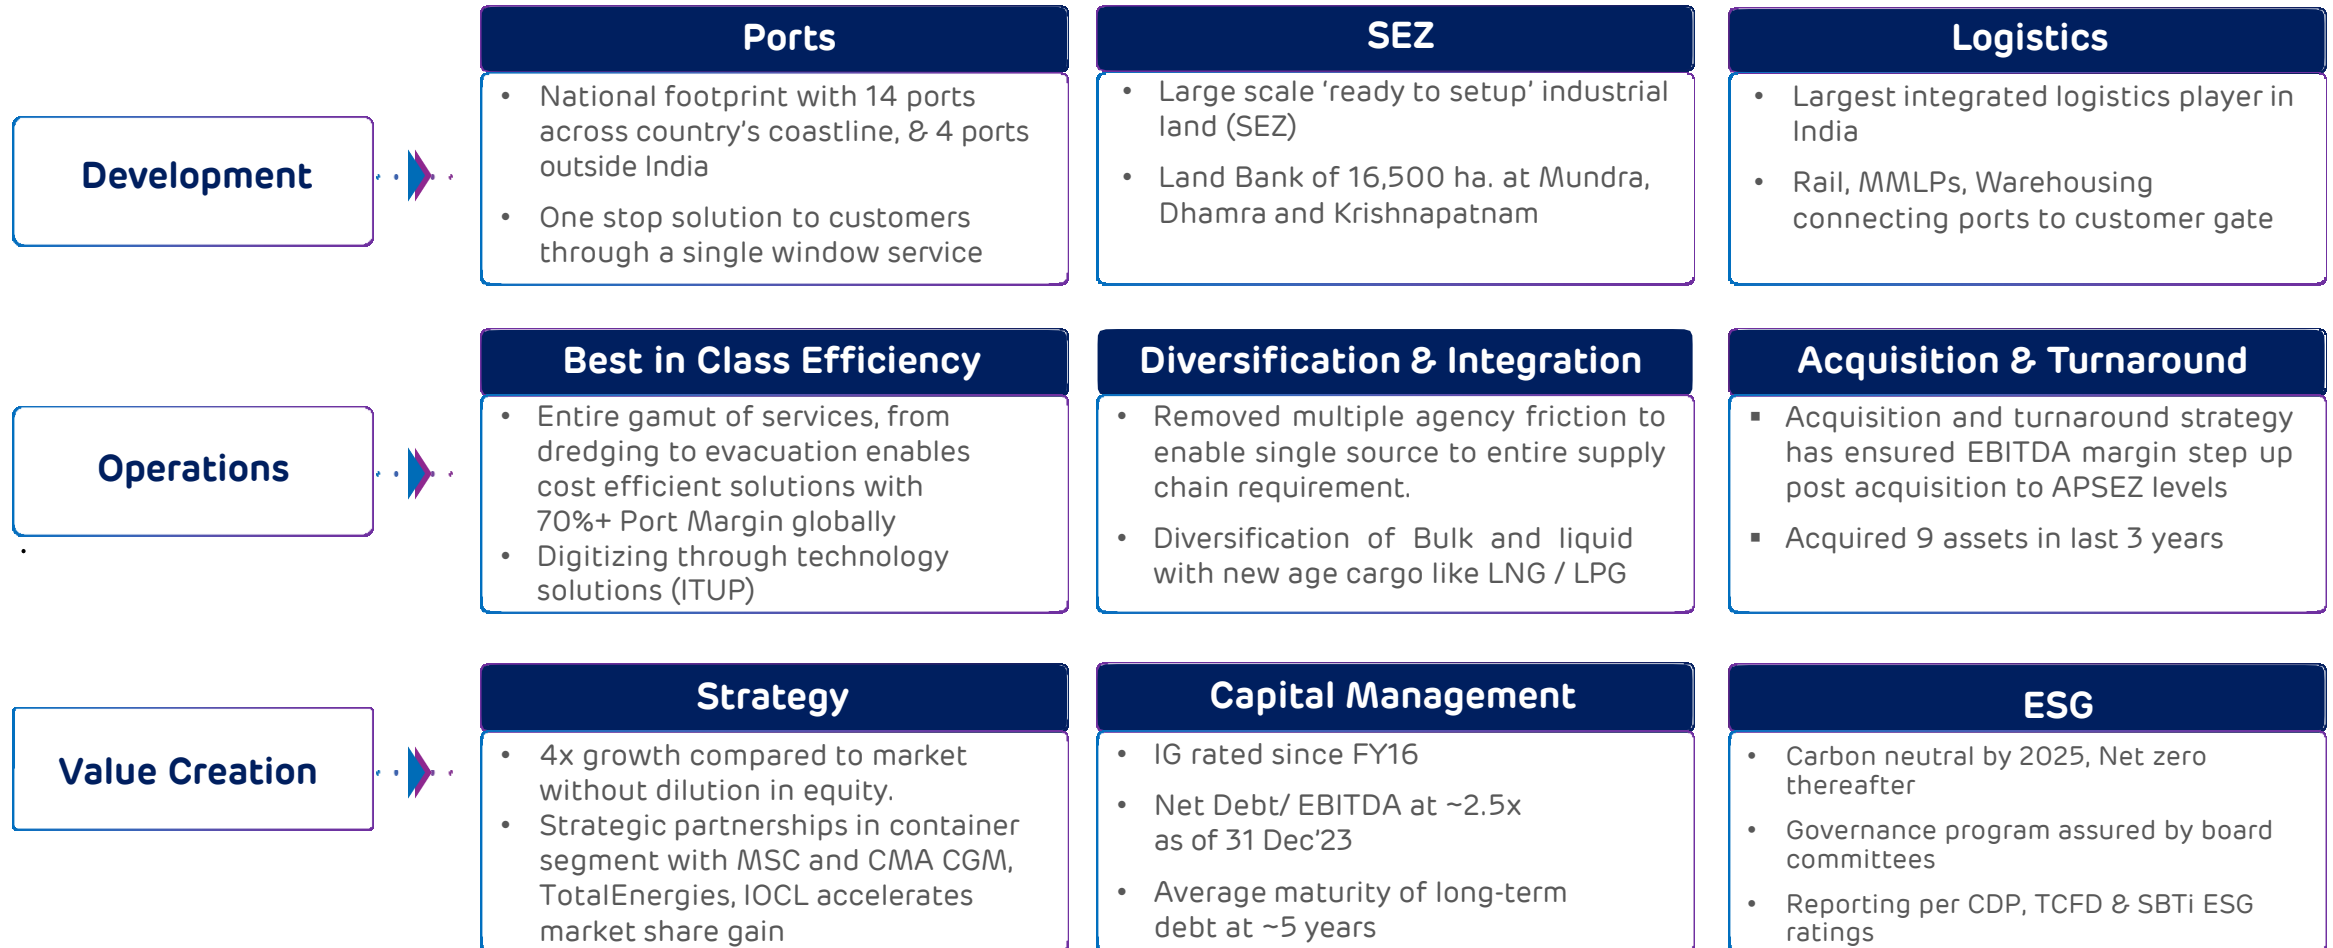 Ports
SEZ
Logistics
Development
• National footprint with 14 ports
across country's coastline, & 4 ports
outside India
• One stop solution to customers
through a single window service
• Large scale 'ready to setup' industrial
land (SEZ)
• Land Bank of 16,500 ha. at Mundra,
Dhamra and Krishnapatnam
• Largest integrated logistics player in
India
• Rail, MMLPs, Warehousing
connecting ports to customer gate
Best in Class Efficiency
Diversification & Integration
Acquisition & Turnaround
Operations
.
• Entire gamut of services, from
dredging to evacuation enables
cost efficient solutions with
70%+ Port Margin globally
• Digitizing through technology
solutions (ITUP)
• Removed multiple agency friction to
enable single source to entire supply
chain requirement.
• Diversification of Bulk and liquid
with new age cargo like LNG / LPG
▪ Acquisition and turnaround strategy
has ensured EBITDA margin step up
post acquisition to APSEZ levels
▪ Acquired 9 assets in last 3 years
Strategy
Capital Management
ESG
Value Creation
• 4x growth compared to market
without dilution in equity.
• Strategic partnerships in container
segment with MSC and CMA CGM,
TotalEnergies, IOCL accelerates
market share gain
• IG rated since FY16
• Net Debt/ EBITDA at ~2.5x
as of 31 Dec'23
• Average maturity of long-term
debt at ~5 years
• Carbon neutral by 2025, Net zero
thereafter
• Governance program assured by board
committees
• Reporting per CDP, TCFD & SBTi ESG
ratings